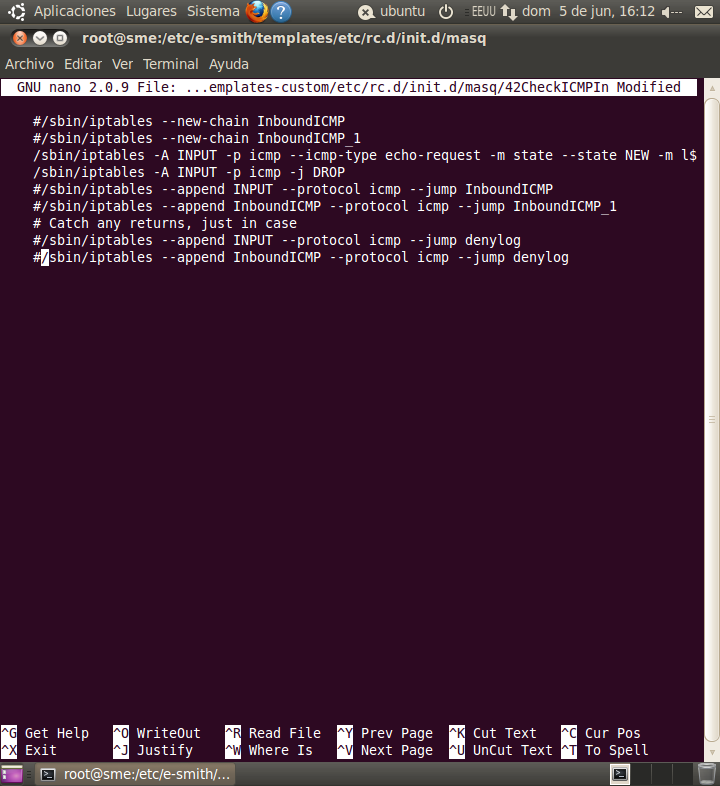 Aplicaciones Lugares Sistema ? ubuntu EEUU dom 5 de jun, 16:12
root@sme:/etc/e-smith/templates/etc/rc.d/init.d/masq
Archivo Editar Ver Terminal Ayuda
GNU nano 2.0.9 File: ...emplates-custom/etc/rc.d/init.d/masq/42CheckICMPIn Modified
#/sbin/iptables --new-chain InboundICMP
#/sbin/iptables --new-chain InboundICMP_1
/sbin/iptables -A INPUT -p icmp --icmp-type echo-request -m state --state NEW -m l$
/sbin/iptables -A INPUT -p icmp -j DROP
#/sbin/iptables --append INPUT --protocol icmp --jump InboundICMP
#/sbin/iptables --append InboundICMP --protocol icmp --jump InboundICMP_1
# Catch any returns, just in case
#/sbin/iptables --append INPUT --protocol icmp --jump denylog
#/sbin/iptables --append InboundICMP --protocol icmp --jump denylog
^G Get Help ^O WriteOut ^R Read File ^Y Prev Page ^K Cut Text ^C Cur Pos
^X Exit ^J Justify ^W Where Is ^V Next Page ^U UnCut Text ^T To Spell
root@sme:/etc/e-smith/...